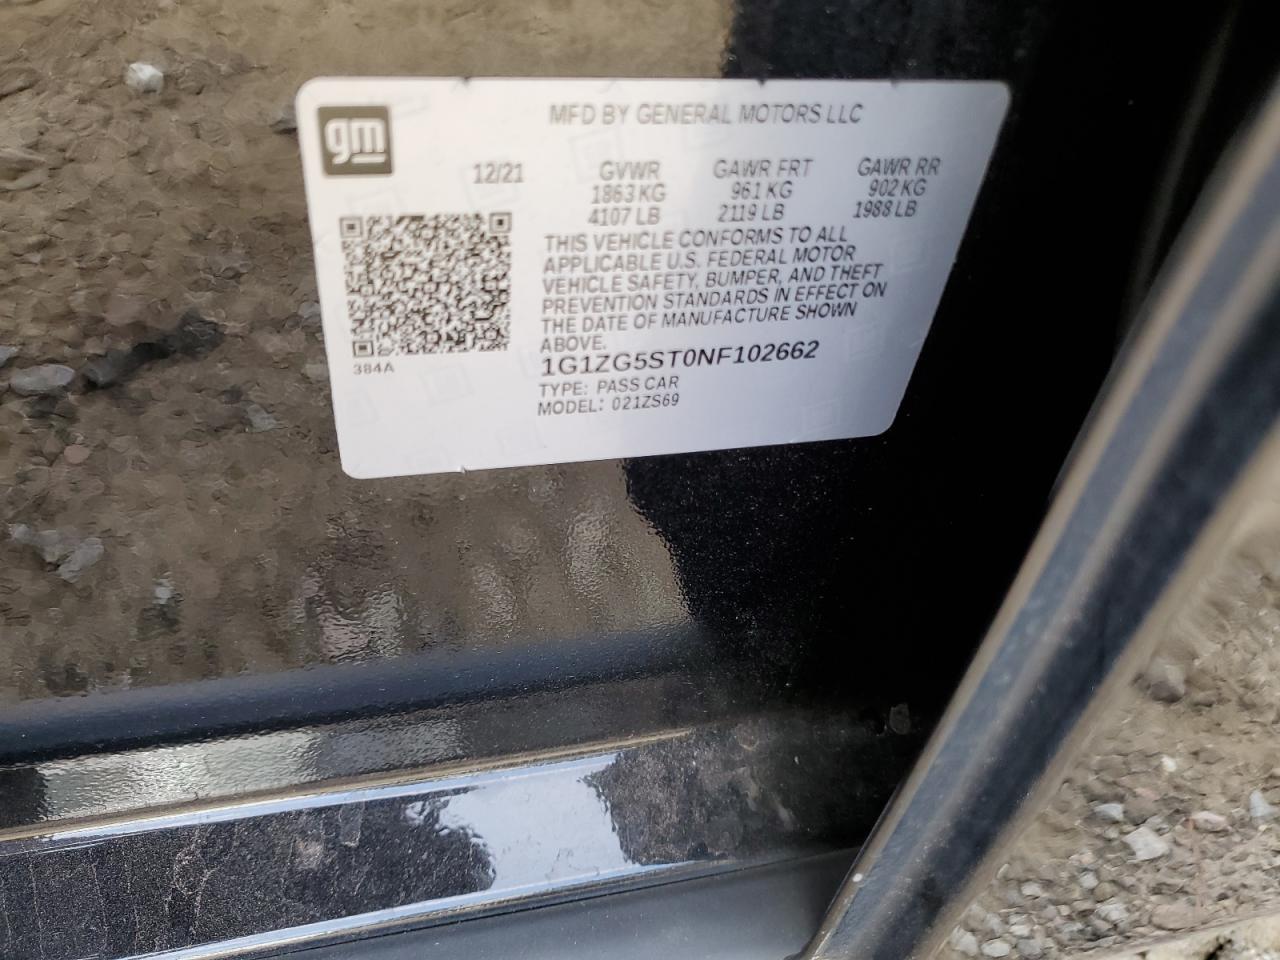 gm
MFD BY GENERAL MOTORS LLC
12/21 GVWR GAWR FRT GAWR RR
1863 KG 961 KG 902 KG
4107 LB 2119 LB 1988 LB
THIS VEHICLE CONFORMS TO ALL
APPLICABLE U.S. FEDERAL MOTOR
VEHICLE SAFETY, BUMPER, AND THEFT
PREVENTION STANDARDS IN EFFECT ON
THE DATE OF MANUFACTURE SHOWN
ABOVE.
384A
1G1ZG5ST0NF102662
TYPE: PASS CAR
MODEL: 021ZS69